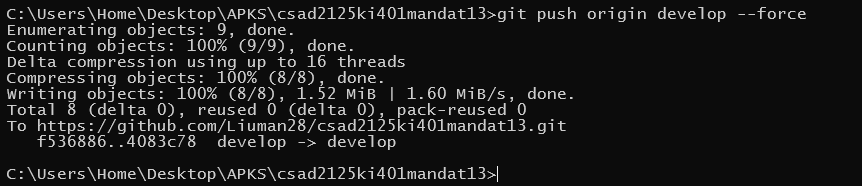 C:\Users\Home\Desktop\APKS\csad2125ki401mandat13>git push origin develop --force
Enumerating objects: 9, done.
Counting objects: 100% (9/9), done.
Delta compression using up to 16 threads
Compressing objects: 100% (8/8), done.
Writing objects: 100% (8/8), 1.52 MiB | 1.60 MiB/s, done.
Total 8 (delta 0), reused 0 (delta 0), pack-reused 0
To https://github.com/Liuman28/csad2125ki401mandat13.git
   f536886..4083c78  develop -> develop
C:\Users\Home\Desktop\APKS\csad2125ki401mandat13>